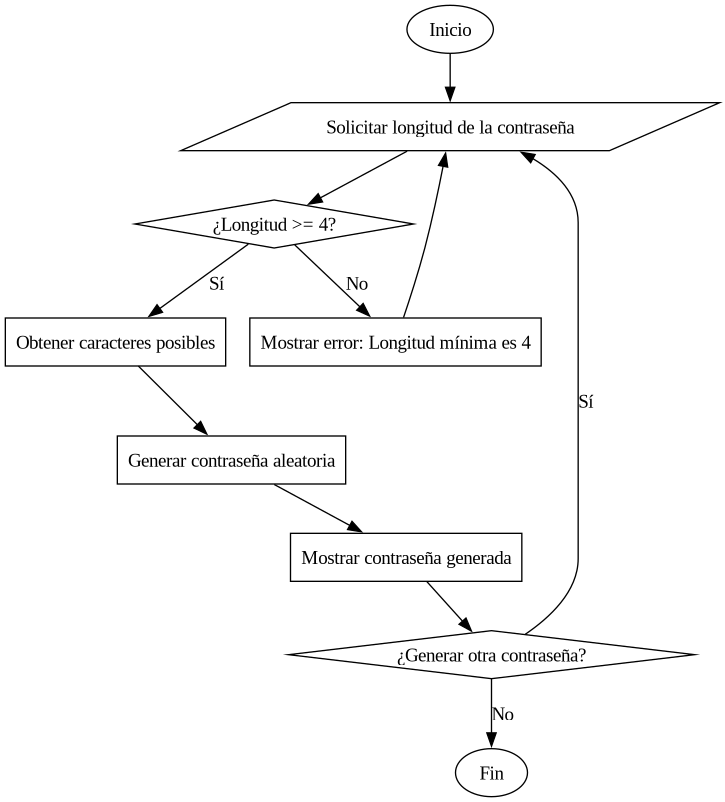 Inicio
Solicitar longitud de la contraseña
¿Longitud >= 4?
Sí
No
Obtener caracteres posibles
Mostrar error: Longitud mínima es 4
Sí
Generar contraseña aleatoria
Mostrar contraseña generada
¿Generar otra contraseña?
No
Fin